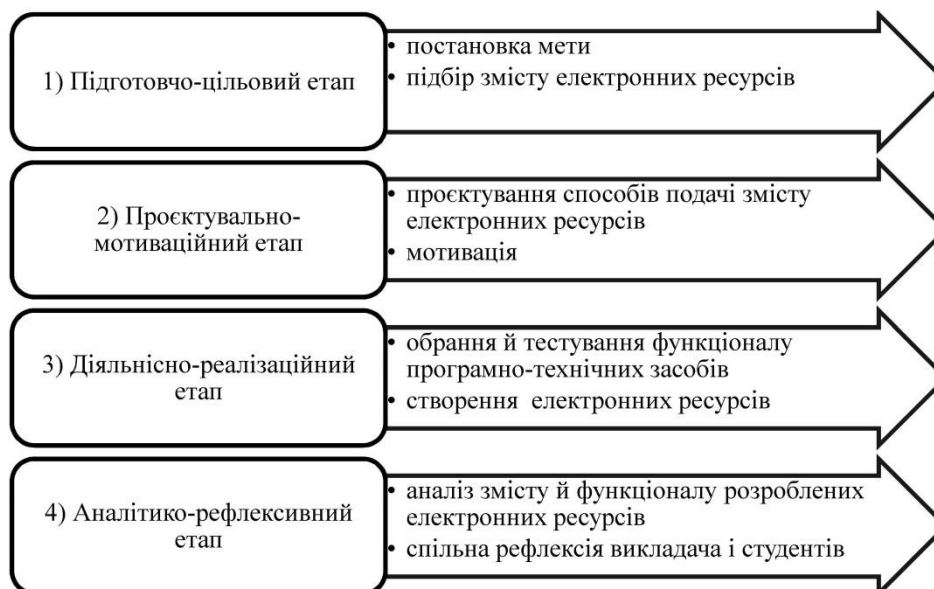 1) Підготовчо-цільовий етап
• постановка мети
• підбір змісту електронних ресурсів
2) Проєктувально-
мотиваційний етап
• проєктування способів подачі змісту
електронних ресурсів
• мотивація
3) Діяльнісно-реалізаційний
етап
• обрання й тестування функціоналу
програмно-технічних засобів
• створення електронних ресурсів
4) Аналітико-рефлексивний
етап
• аналіз змісту й функціоналу розроблених
електронних ресурсів
• спільна рефлексія викладача і студентів